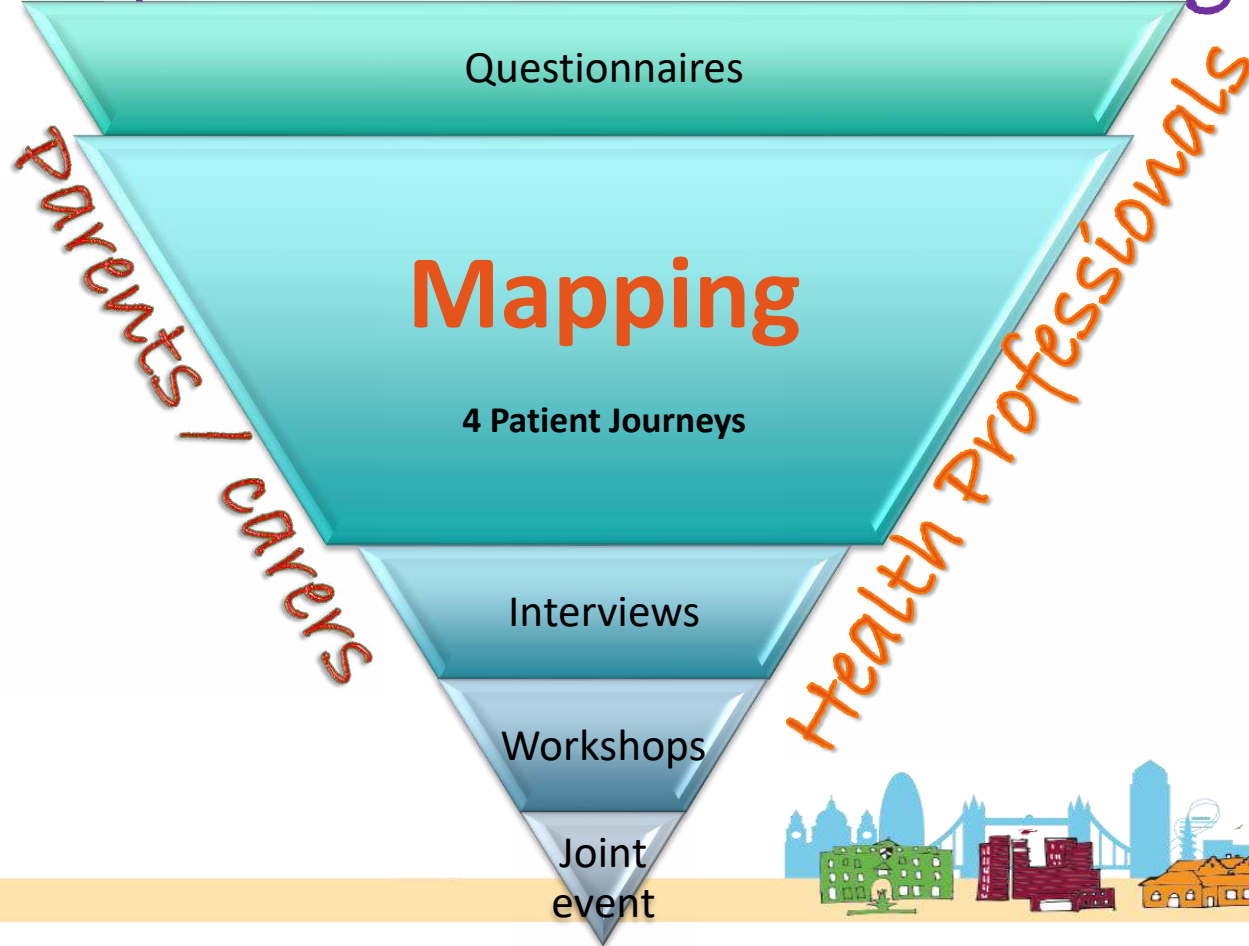 Questionnaires
Parents / carers
Health Professionals
Mapping
4 Patient Journeys
Interviews
Workshops
Joint
event